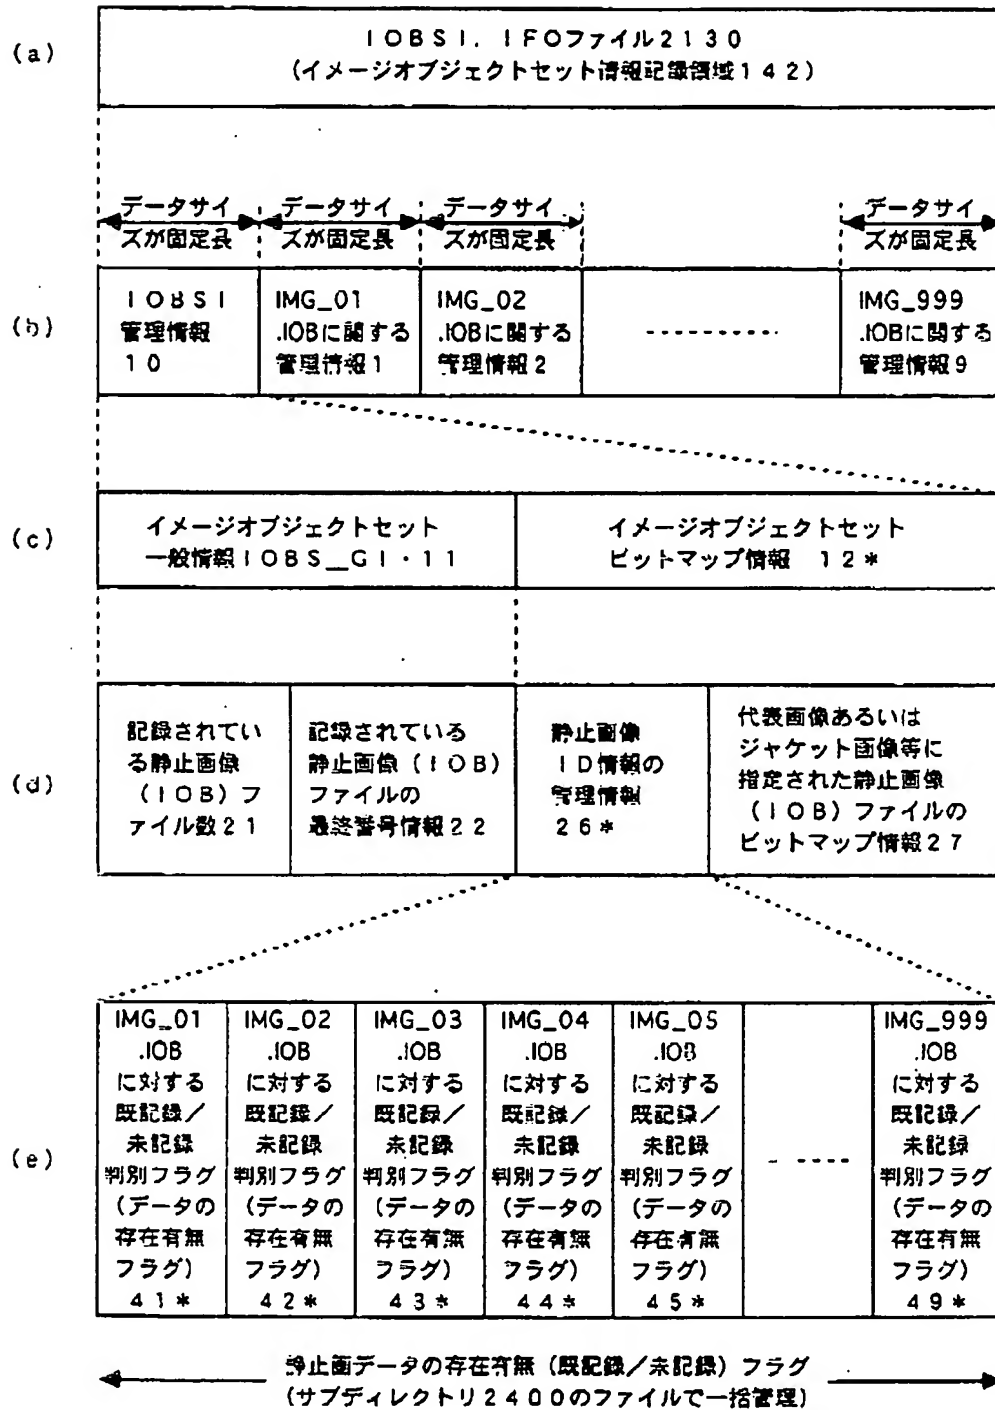 (a)
IOBSI. IFOファイル2130
(イメージオブジェクトセット情報記録領域142)
データサイ
ズが固定長
データサイ
ズが固定長
データサイ
ズが固定長
データサイ
ズが固定長
(b)
IOBSI
管理情報
10
IMG_01
.IOBに関する
管理情報1
IMG_02
.IOBに関する
管理情報2
IMG_999
.IOBに関する
管理情報9
(c)
イメージオブジェクトセット
一般情報IOBS__GI・11
イメージオブジェクトセット
ビットマップ情報 12*
(d)
記録されてい
る静止画像
(IOB)フ
ァイル数21
記録されている
静止画像(IOB)
ファイルの
最終番号情報22
静止画像
ID情報の
管理情報
26*
代表画像あるいは
ジャケット画像等に
指定された静止画像
(IOB)ファイルの
ビットマップ情報27
(e)
IMG_01
.IOB
に対する
既記録/
未記録
判別フラグ
(データの
存在有無
フラグ)
41*
IMG_02
.IOB
に対する
既記録/
未記録
判別フラグ
(データの
存在有無
フラグ)
42*
IMG_03
.IOB
に対する
既記録/
未記録
判別フラグ
(データの
存在有無
フラグ)
43*
IMG_04
.IOB
に対する
既記録/
未記録
判別フラグ
(データの
存在有無
フラグ)
44*
IMG_05
.IOB
に対する
既記録/
未記録
判別フラグ
(データの
存在有無
フラグ)
45*
IMG_999
.IOB
に対する
既記録/
未記録
判別フラグ
(データの
存在有無
フラグ)
49*
静止画データの存在有無(既記録/未記録)フラグ
(サブディレクトリ2400のファイルで一括管理)